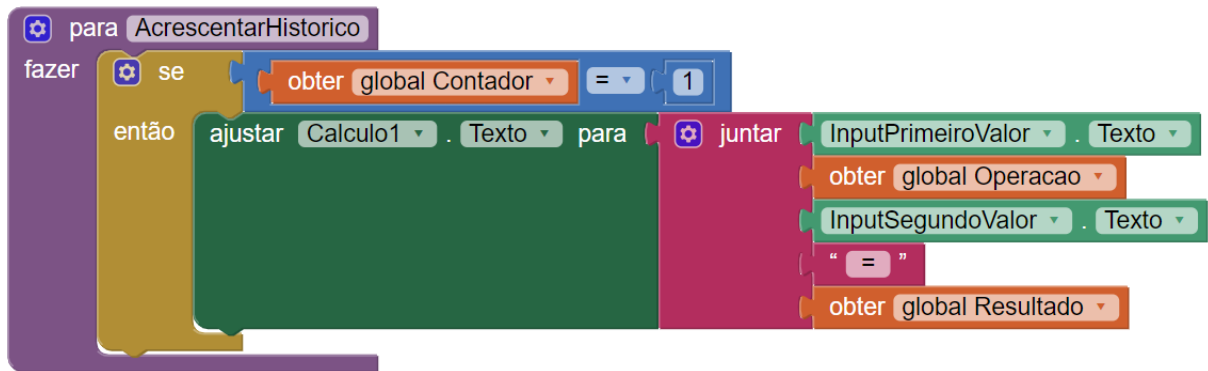 para AcrescentarHistorico
fazer se obter global Contador = 1
então ajustar Calculo1 . Texto para juntar InputPrimeiroValor . Texto
obter global Operacao
InputSegundoValor . Texto
“ = ”
obter global Resultado